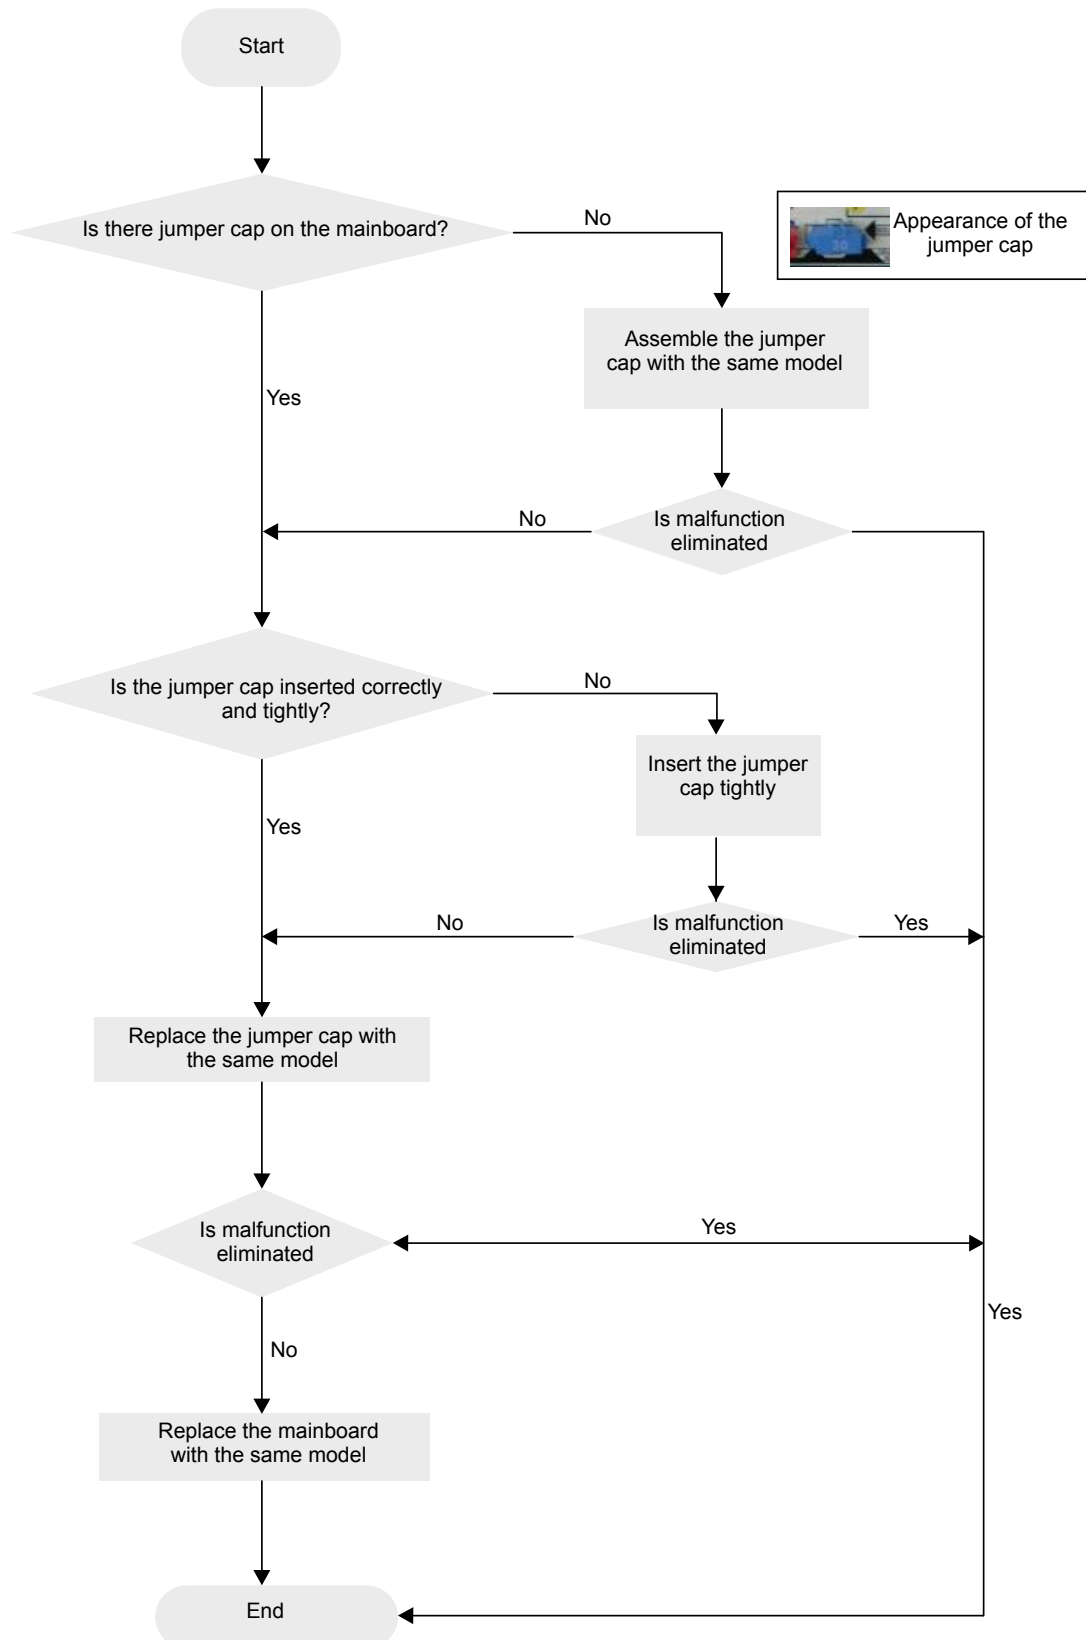 Start
Is there jumper cap on the mainboard?
No
Appearance of the
jumper cap
20
Assemble the jumper
cap with the same model
Yes
No
Is malfunction
eliminated
Is the jumper cap inserted correctly
and tightly?
No
Insert the jumper
cap tightly
Yes
No
Is malfunction
eliminated
Yes
Replace the jumper cap with
the same model
Is malfunction
eliminated
Yes
Yes
No
Replace the mainboard
with the same model
End